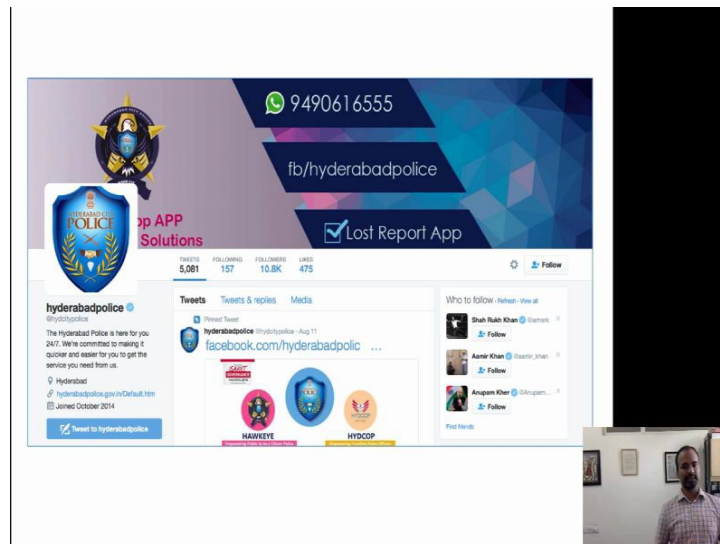 9490616555
fb/hyderabadpolice
Lost Report App
op APP
Solutions
HYDERABAD CITY
POLICE
TWEETS FOLLOWING FOLLOWERS LIKES
5,081 157 10.8K 475
Follow
hyderabadpolice
@hydcitypolice
The Hyderabad Police is here for you
24/7. We're committed to making it
quicker and easier for you to get the
service you need from us.
Hyderabad
hyderabadpolice.gov.in/Default.htm
Joined October 2014
Tweet to hyderabadpolice
Tweets Tweets & replies Media
Pinned Tweet
hyderabadpolice @hydcitypolice · Aug 11
facebook.com/hyderabadpolic ...
HAWKEYE
HYDCOP
Who to follow · Refresh · View all
Shah Rukh Khan @iamsrk
Follow
Aamir Khan @aamir_khan
Follow
Anupam Kher @Anupam...
Follow
Find friends